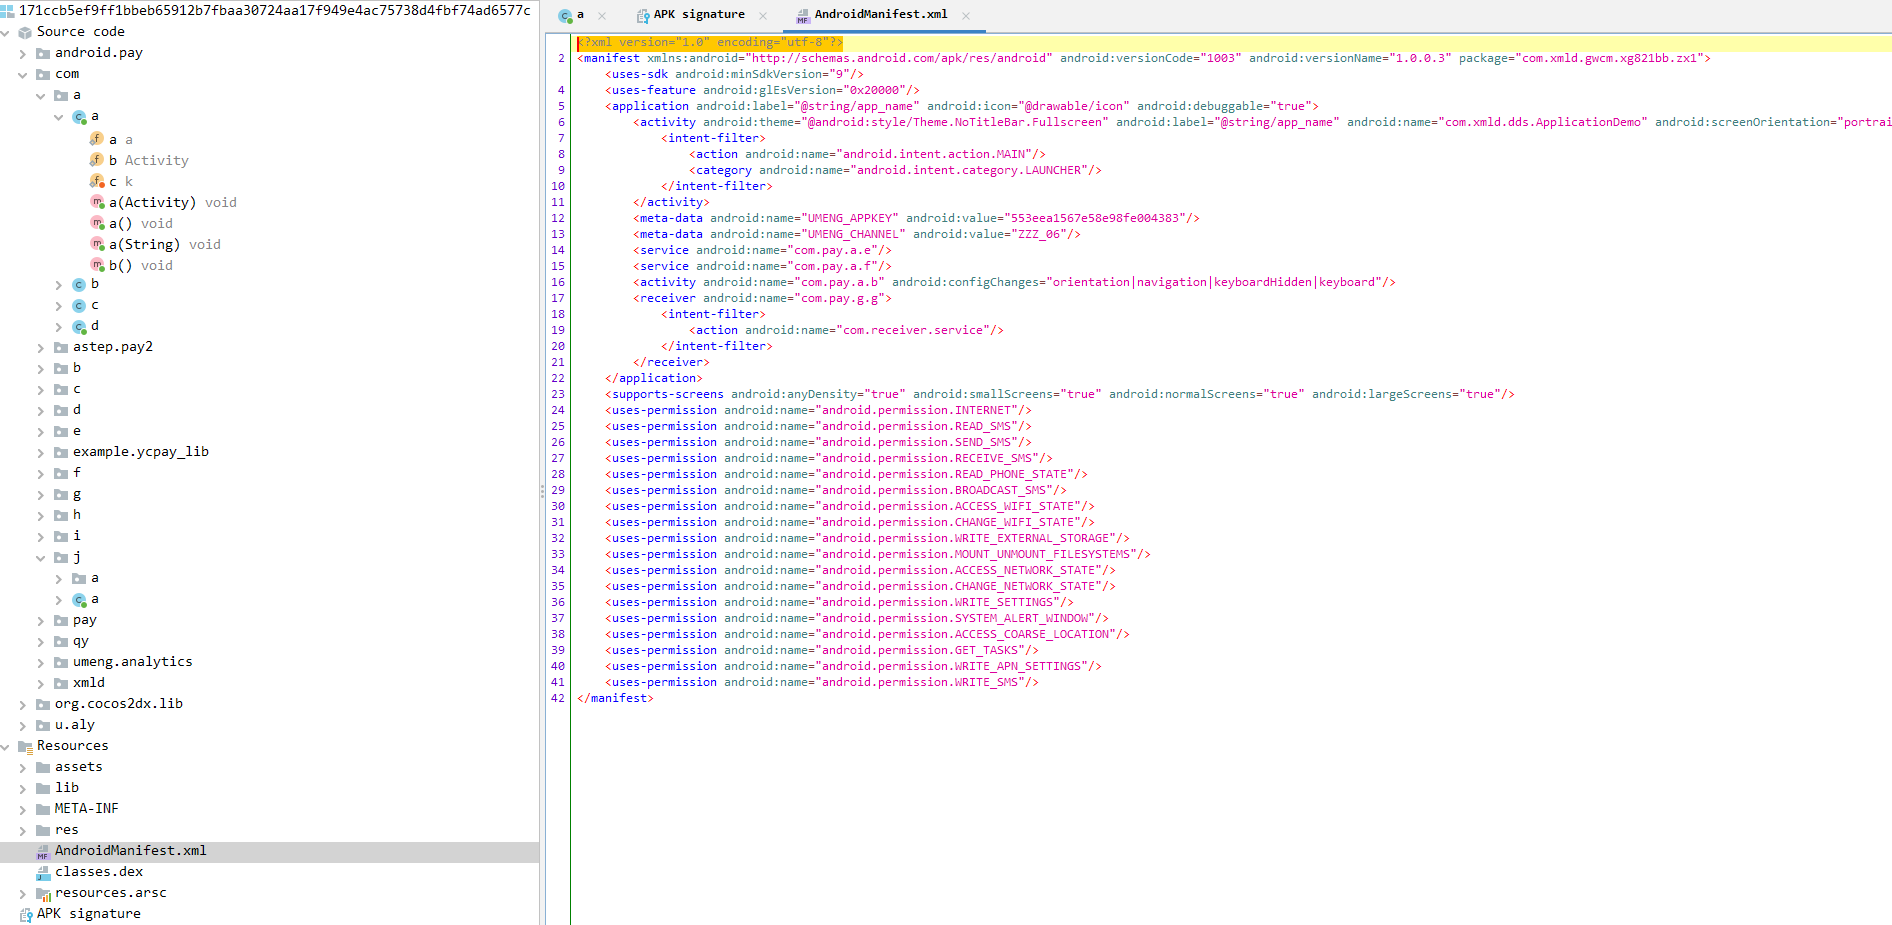 171ccb5ef9ff1bbeb65912b7fbaa30724aa17f949e4ac75738d4fbf74ad6577c
Source code
android.pay
com
a
a
a a
b Activity
c k
a(Activity) void
a() void
a(String) void
b() void
b
c
d
astep.pay2
b
c
d
e
example.ycpay_lib
f
g
h
i
j
a
a
pay
qy
umeng.analytics
xmld
org.cocos2dx.lib
u.aly
Resources
assets
lib
META-INF
res
AndroidManifest.xml
classes.dex
resources.arsc
APK signature
a
APK signature
AndroidManifest.xml
<?xml version="1.0" encoding="utf-8"?>
2 <manifest xmlns:android="http://schemas.android.com/apk/res/android" android:versionCode="1003" android:versionName="1.0.0.3" package="com.xmld.gwcm.xg821bb.zx1">
<uses-sdk android:minSdkVersion="9"/>
4 <uses-feature android:glEsVersion="0x20000"/>
5 <application android:label="@string/app_name" android:icon="@drawable/icon" android:debuggable="true">
6 <activity android:theme="@android:style/Theme.NoTitleBar.Fullscreen" android:label="@string/app_name" android:name="com.xmld.dds.ApplicationDemo" android:screenOrientation="portrai
7 <intent-filter>
8 <action android:name="android.intent.action.MAIN"/>
9 <category android:name="android.intent.category.LAUNCHER"/>
10 </intent-filter>
11 </activity>
12 <meta-data android:name="UMENG_APPKEY" android:value="553eea1567e58e98fe004383"/>
13 <meta-data android:name="UMENG_CHANNEL" android:value="ZZZ_06"/>
14 <service android:name="com.pay.a.e"/>
15 <service android:name="com.pay.a.f"/>
16 <activity android:name="com.pay.a.b" android:configChanges="orientation|navigation|keyboardHidden|keyboard"/>
17 <receiver android:name="com.pay.g.g">
18 <intent-filter>
19 <action android:name="com.receiver.service"/>
20 </intent-filter>
21 </receiver>
22 </application>
23 <supports-screens android:anyDensity="true" android:smallScreens="true" android:normalScreens="true" android:largeScreens="true"/>
24 <uses-permission android:name="android.permission.INTERNET"/>
25 <uses-permission android:name="android.permission.READ_SMS"/>
26 <uses-permission android:name="android.permission.SEND_SMS"/>
27 <uses-permission android:name="android.permission.RECEIVE_SMS"/>
28 <uses-permission android:name="android.permission.READ_PHONE_STATE"/>
29 <uses-permission android:name="android.permission.BROADCAST_SMS"/>
30 <uses-permission android:name="android.permission.ACCESS_WIFI_STATE"/>
31 <uses-permission android:name="android.permission.CHANGE_WIFI_STATE"/>
32 <uses-permission android:name="android.permission.WRITE_EXTERNAL_STORAGE"/>
33 <uses-permission android:name="android.permission.MOUNT_UNMOUNT_FILESYSTEMS"/>
34 <uses-permission android:name="android.permission.ACCESS_NETWORK_STATE"/>
35 <uses-permission android:name="android.permission.CHANGE_NETWORK_STATE"/>
36 <uses-permission android:name="android.permission.WRITE_SETTINGS"/>
37 <uses-permission android:name="android.permission.SYSTEM_ALERT_WINDOW"/>
38 <uses-permission android:name="android.permission.ACCESS_COARSE_LOCATION"/>
39 <uses-permission android:name="android.permission.GET_TASKS"/>
40 <uses-permission android:name="android.permission.WRITE_APN_SETTINGS"/>
41 <uses-permission android:name="android.permission.WRITE_SMS"/>
42 </manifest>